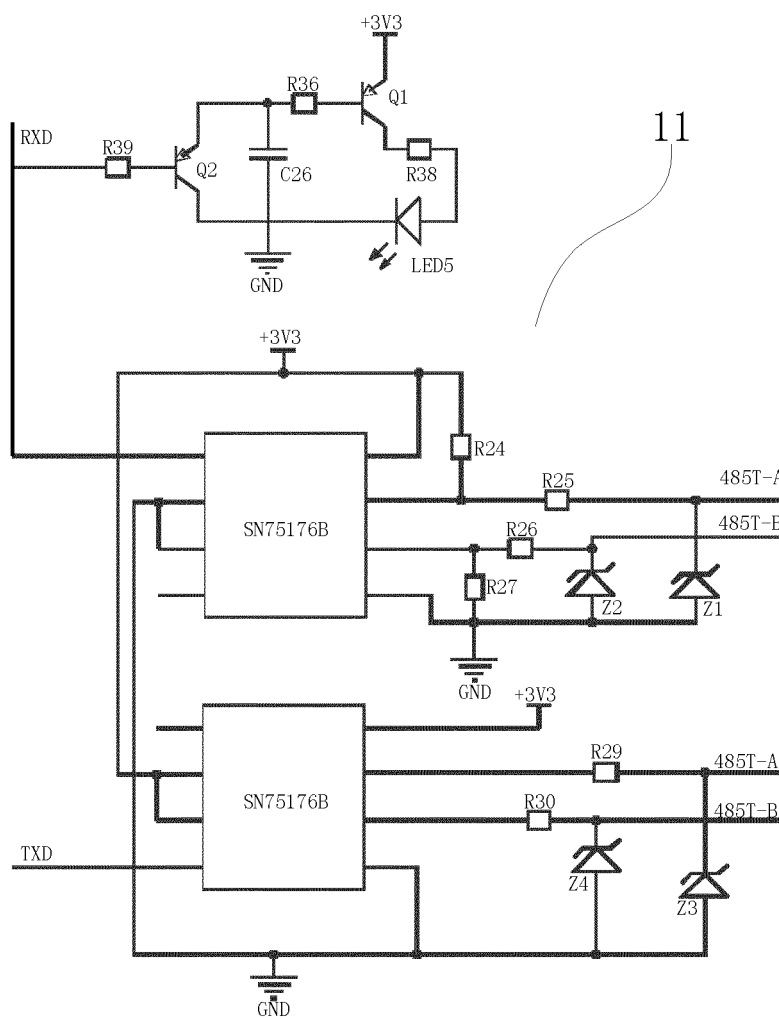 +3V3
R36
Q1
11
RXD
R39
Q2
C26
R38
LED5
GND
+3V3
R24
R25
485T-A
SN75176B
R26
485T-B
R27
Z2
Z1
GND
+3V3
R29
485T-A
SN75176B
R30
485T-B
TXD
Z4
Z3
GND